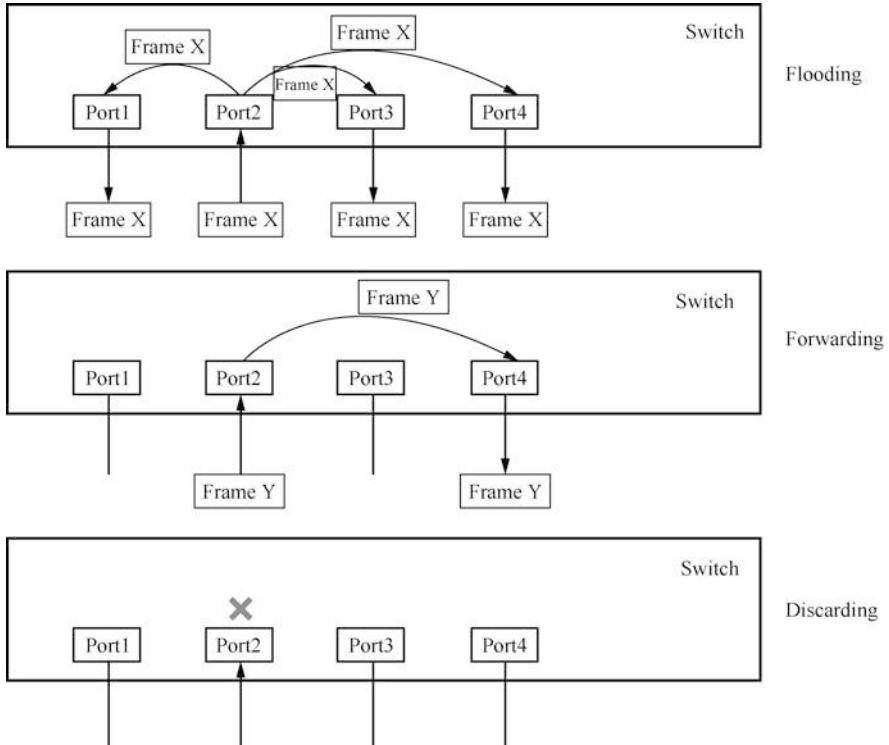 Frame X
Frame X
Switch
Frame X
Flooding
Port1
Port2
Port3
Port4
Frame X
Frame X
Frame X
Frame X
Frame Y
Switch
Forwarding
Port1
Port2
Port3
Port4
Frame Y
Frame Y
Switch
Discarding
Port1
Port2
Port3
Port4